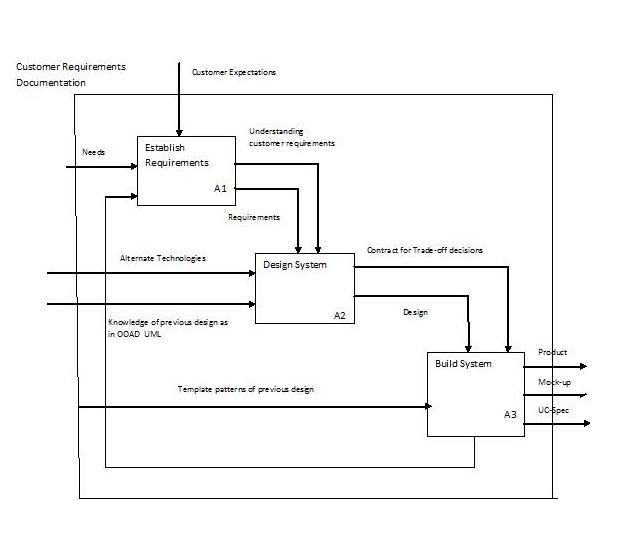 Customer Requirements
Documentation
Customer Expectations
Understanding
customer requirements
Needs
Establish
Requirements
A1
Requirements
Alternate Technologies
Contract for Trade-off decisions
Design System
A2
Knowledge of previous design as
in OOAD UML
Design
Product
Build System
Mock-up
Template patterns of previous design
UC-Spec
A3